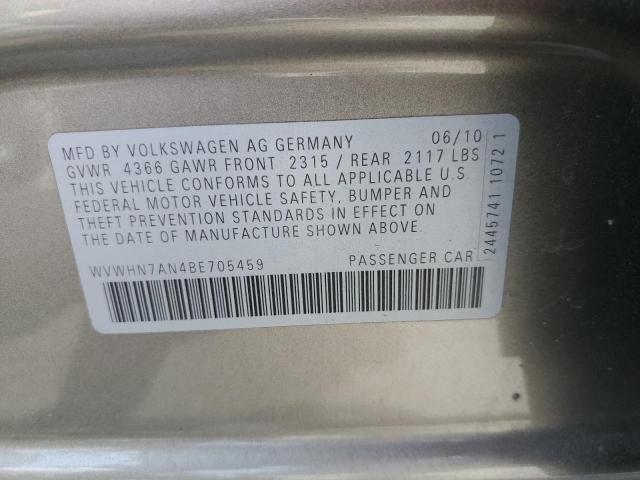 MFD BY VOLKSWAGEN AG GERMANY 06/10
GVWR 4366 GAWR FRONT 2315 / REAR 2117 LBS
THIS VEHICLE CONFORMS TO ALL APPLICABLE U.S.
FEDERAL MOTOR VEHICLE SAFETY, BUMPER AND
THEFT PREVENTION STANDARDS IN EFFECT ON
THE DATE OF MANUFACTURE SHOWN ABOVE.
WVWHN7AN4BE705459 PASSENGER CAR
2445741 1072 1